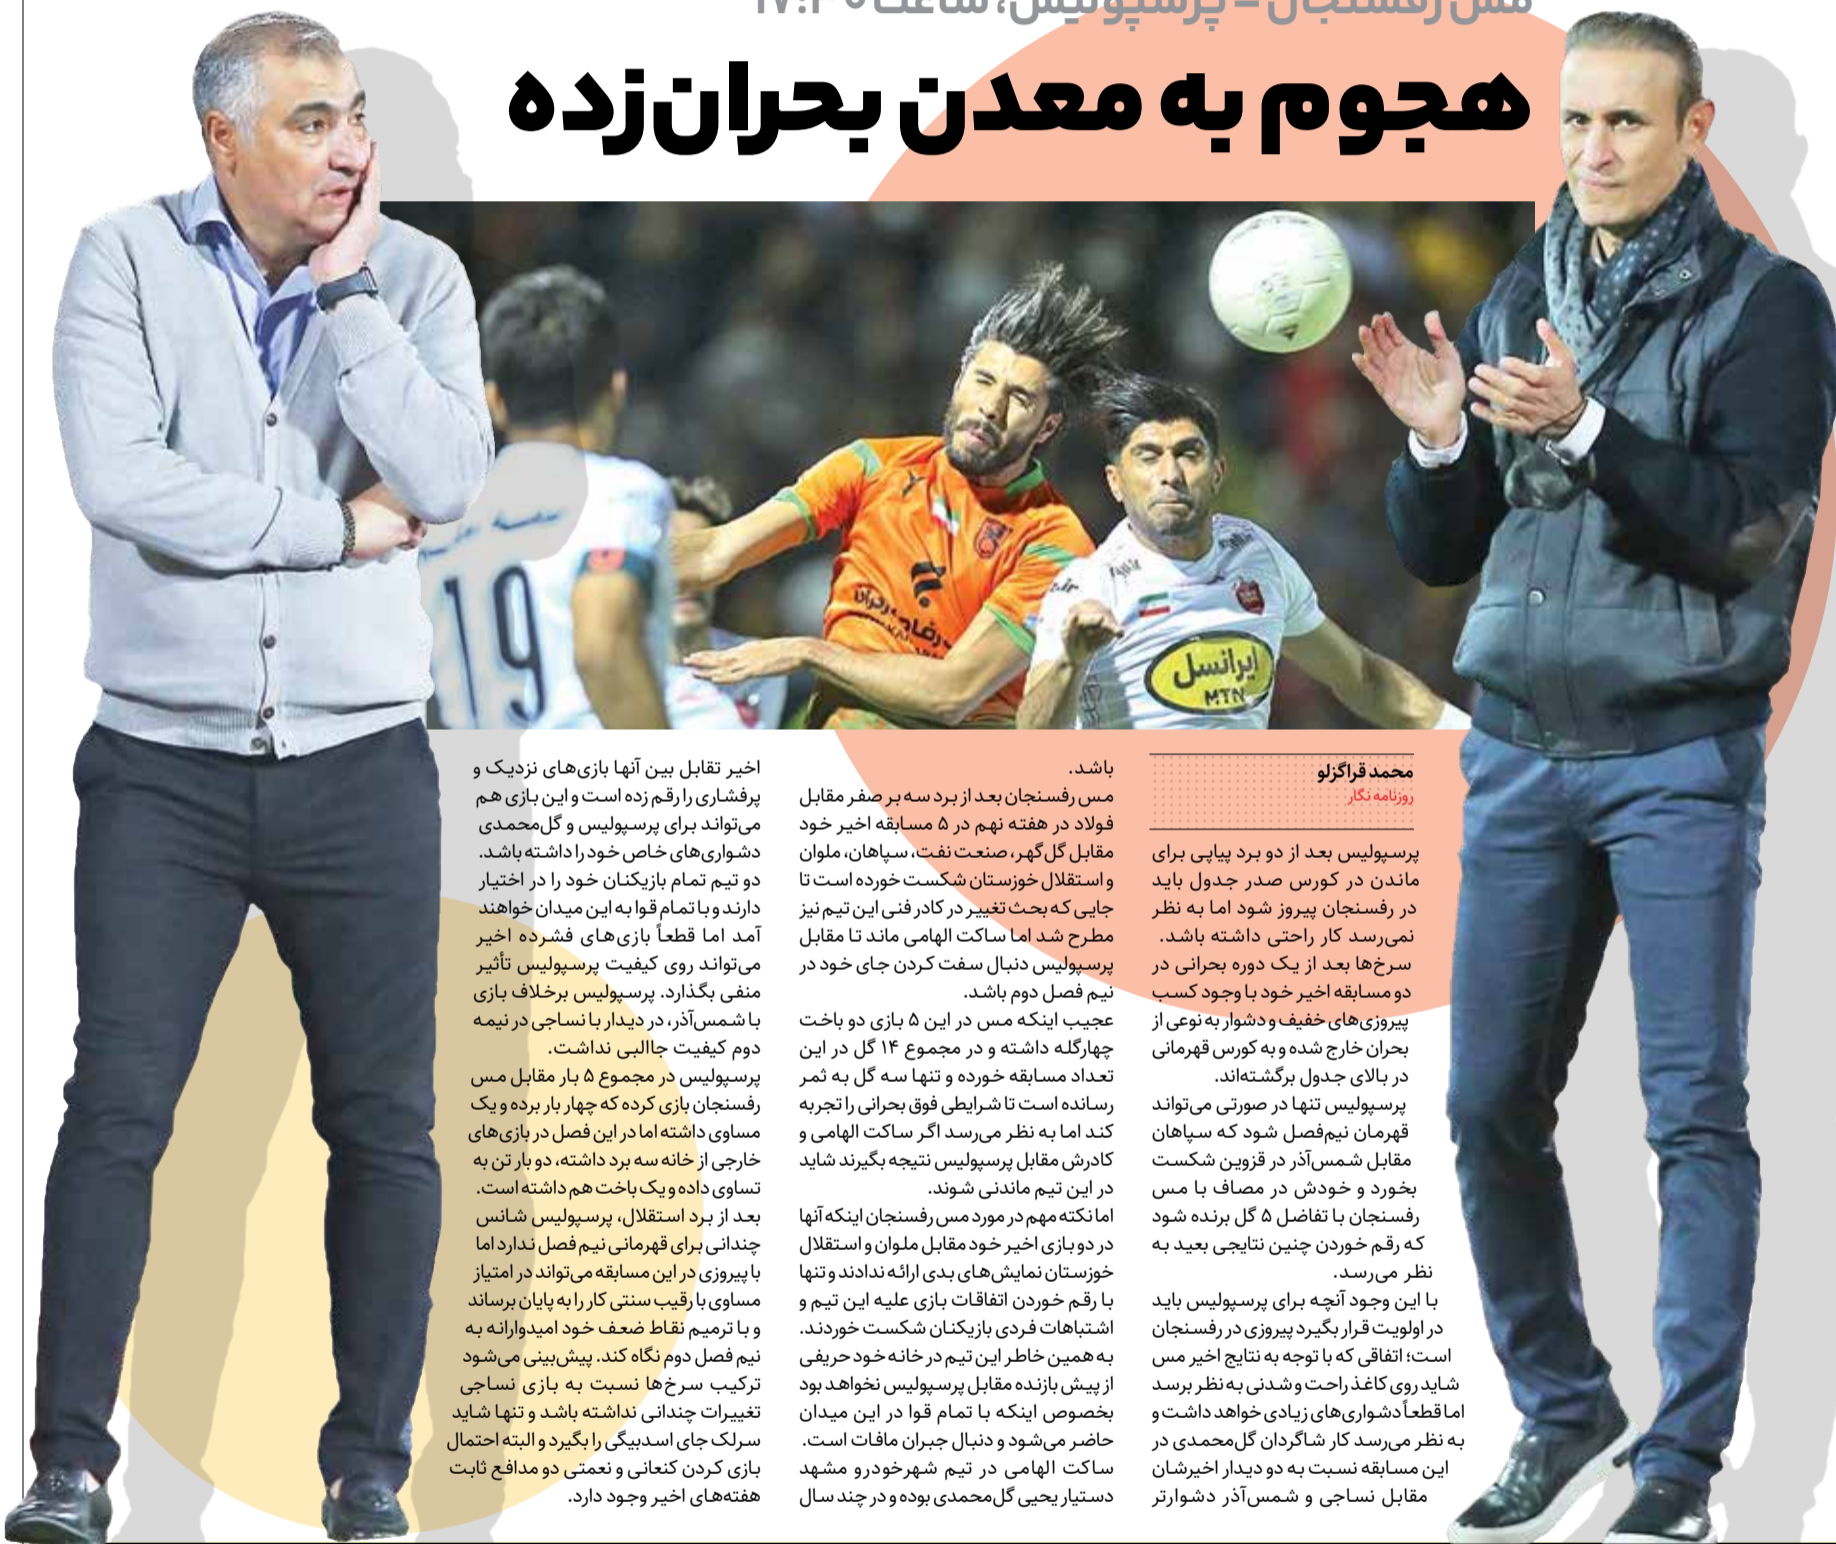 مس رفسنجان - پرسپولیس، ساعت ۱۷:۳۰
هجوم به معدن بحران‌زده
19
ایرانسل
MTN
محمد قراگزلو
روزنامه نگار
پرسپولیس بعد از دو برد پیاپی برای
ماندن در کورس صدر جدول باید
در رفسنجان پیروز شود اما به نظر
نمی‌رسد کار راحتی داشته باشد.
سرخ‌ها بعد از یک دوره بحرانی در
دو مسابقه اخیر خود با وجود کسب
پیروزی‌های خفیف و دشوار به نوعی از
بحران خارج شده و به کورس قهرمانی
در بالای جدول برگشته‌اند.
پرسپولیس تنها در صورتی می‌تواند
قهرمان نیم‌فصل شود که سپاهان
مقابل شمس‌آذر در قزوین شکست
بخورد و خودش در مصاف با مس
رفسنجان با تفاضل ۵ گل برنده شود
که رقم خوردن چنین نتایجی بعید به
نظر می‌رسد.
با این وجود آنچه برای پرسپولیس باید
در اولویت قرار بگیرد پیروزی در رفسنجان
است؛ اتفاقی که با توجه به نتایج اخیر مس
شاید روی کاغذ راحت و شدنی به نظر برسد
اما قطعاً دشواری‌های زیادی خواهد داشت و
به نظر می‌رسد کار شاگردان گل‌محمدی در
این مسابقه نسبت به دو دیدار اخیرشان
مقابل نساجی و شمس‌آذر دشوارتر
باشد.
مس رفسنجان بعد از برد سه بر صفر مقابل
فولاد در هفته نهم در ۵ مسابقه اخیر خود
مقابل گل‌گهر، صنعت نفت، سپاهان، ملوان
و استقلال خوزستان شکست خورده است تا
جایی که بحث تغییر در کادر فنی این تیم نیز
مطرح شد اما ساکت الهامی ماند تا مقابل
پرسپولیس دنبال سفت کردن جای خود در
نیم فصل دوم باشد.
عجیب اینکه مس در این ۵ بازی دو باخت
چهارگله داشته و در مجموع ۱۴ گل در این
تعداد مسابقه خورده و تنها سه گل به ثمر
رسانده است تا شرایطی فوق بحرانی را تجربه
کند اما به نظر می‌رسد اگر ساکت الهامی و
کادرش مقابل پرسپولیس نتیجه بگیرند شاید
در این تیم ماندنی شوند.
اما نکته مهم در مورد مس رفسنجان اینکه آنها
در دو بازی اخیر خود مقابل ملوان و استقلال
خوزستان نمایش‌های بدی ارائه ندادند و تنها
با رقم خوردن اتفاقات بازی علیه این تیم و
اشتباهات فردی بازیکنان شکست خوردند.
به همین خاطر این تیم در خانه خود حریفی
از پیش بازنده مقابل پرسپولیس نخواهد بود
بخصوص اینکه با تمام قوا در این میدان
حاضر می‌شود و دنبال جبران مافات است.
ساکت الهامی در تیم شهرخودرو مشهد
دستیار یحیی گل‌محمدی بوده و در چند سال
اخیر تقابل بین آنها بازی‌های نزدیک و
پرفشاری را رقم زده است و این بازی هم
می‌تواند برای پرسپولیس و گل‌محمدی
دشواری‌های خاص خود را داشته باشد.
دو تیم تمام بازیکنان خود را در اختیار
دارند و با تمام قوا به این میدان خواهند
آمد اما قطعاً بازی‌های فشرده اخیر
می‌تواند روی کیفیت پرسپولیس تأثیر
منفی بگذارد. پرسپولیس برخلاف بازی
با شمس‌آذر، در دیدار با نساجی در نیمه
دوم کیفیت جاالبی نداشت.
پرسپولیس در مجموع ۵ بار مقابل مس
رفسنجان بازی کرده که چهار بار برده و یک
مساوی داشته اما در این فصل در بازی‌های
خارجی از خانه سه برد داشته، دو بار تن به
تساوی داده و یک باخت هم داشته است.
بعد از برد استقلال، پرسپولیس شانس
چندانی برای قهرمانی نیم فصل ندارد اما
با پیروزی در این مسابقه می‌تواند در امتیاز
مساوی با رقیب سنتی کار را به پایان برساند
و با ترمیم نقاط ضعف خود امیدوارانه به
نیم فصل دوم نگاه کند. پیش‌بینی می‌شود
ترکیب سرخ‌ها نسبت به بازی نساجی
تغییرات چندانی نداشته باشد و تنها شاید
سرلک جای اسدبیگی را بگیرد و البته احتمال
بازی کردن کنعانی و نعمتی دو مدافع ثابت
هفته‌های اخیر وجود دارد.